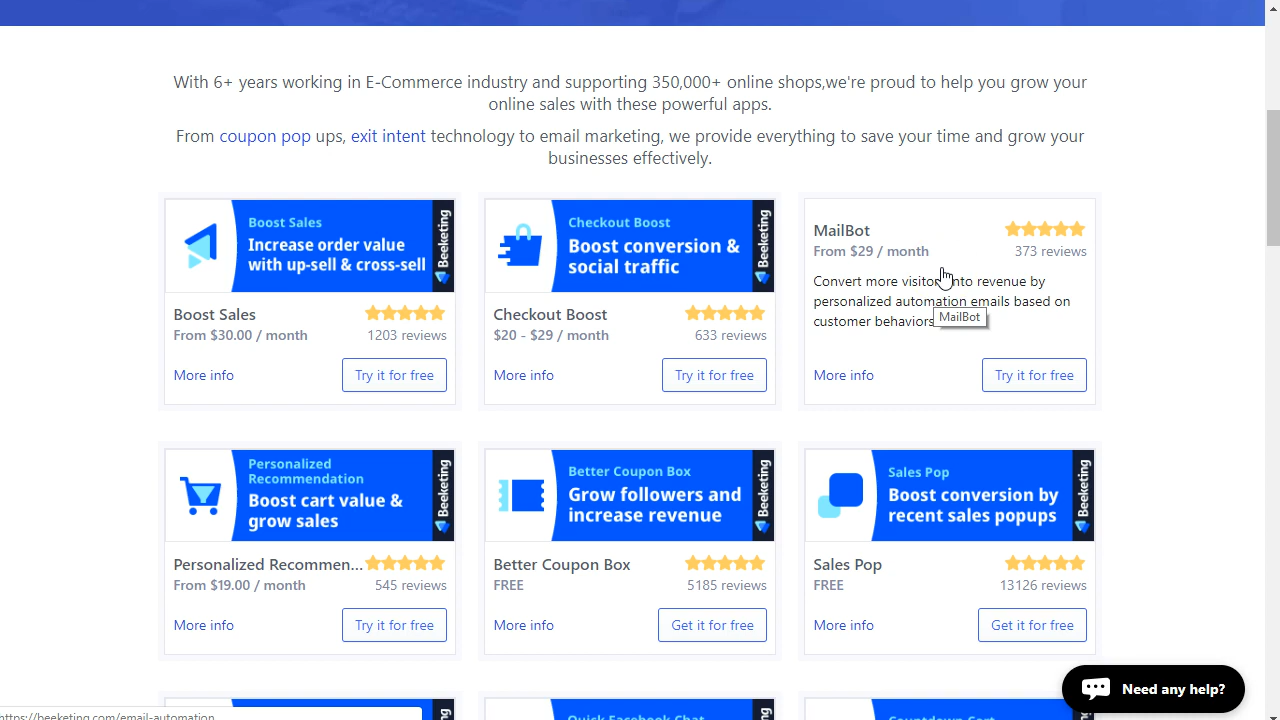 With 6+ years working in E-Commerce industry and supporting 350,000+ online shops,we're proud to help you grow your
online sales with these powerful apps.
From coupon pop ups, exit intent technology to email marketing, we provide everything to save your time and grow your
businesses effectively.
Boost Sales
Increase order value
with up-sell & cross-sell
Beeketing
Boost Sales
From $30.00 / month
1203 reviews
More info
Try it for free
Checkout Boost
Boost conversion &
social traffic
Beeketing
Checkout Boost
$20 - $29 / month
633 reviews
More info
Try it for free
MailBot
From $29 / month
373 reviews
Convert more visitors into revenue by
personalized automation emails based on
customer behaviors
MailBot
More info
Try it for free
Personalized
Recommendation
Boost cart value &
grow sales
Beeketing
Personalized Recommen...
From $19.00 / month
545 reviews
More info
Try it for free
Better Coupon Box
Grow followers and
increase revenue
Beeketing
Better Coupon Box
FREE
5185 reviews
More info
Get it for free
Sales Pop
Boost conversion by
recent sales popups
Beeketing
Sales Pop
FREE
13126 reviews
More info
Get it for free
Quick Facebook Chat
Countdown Cart
Need any help?
https://beeketing.com/email-automation